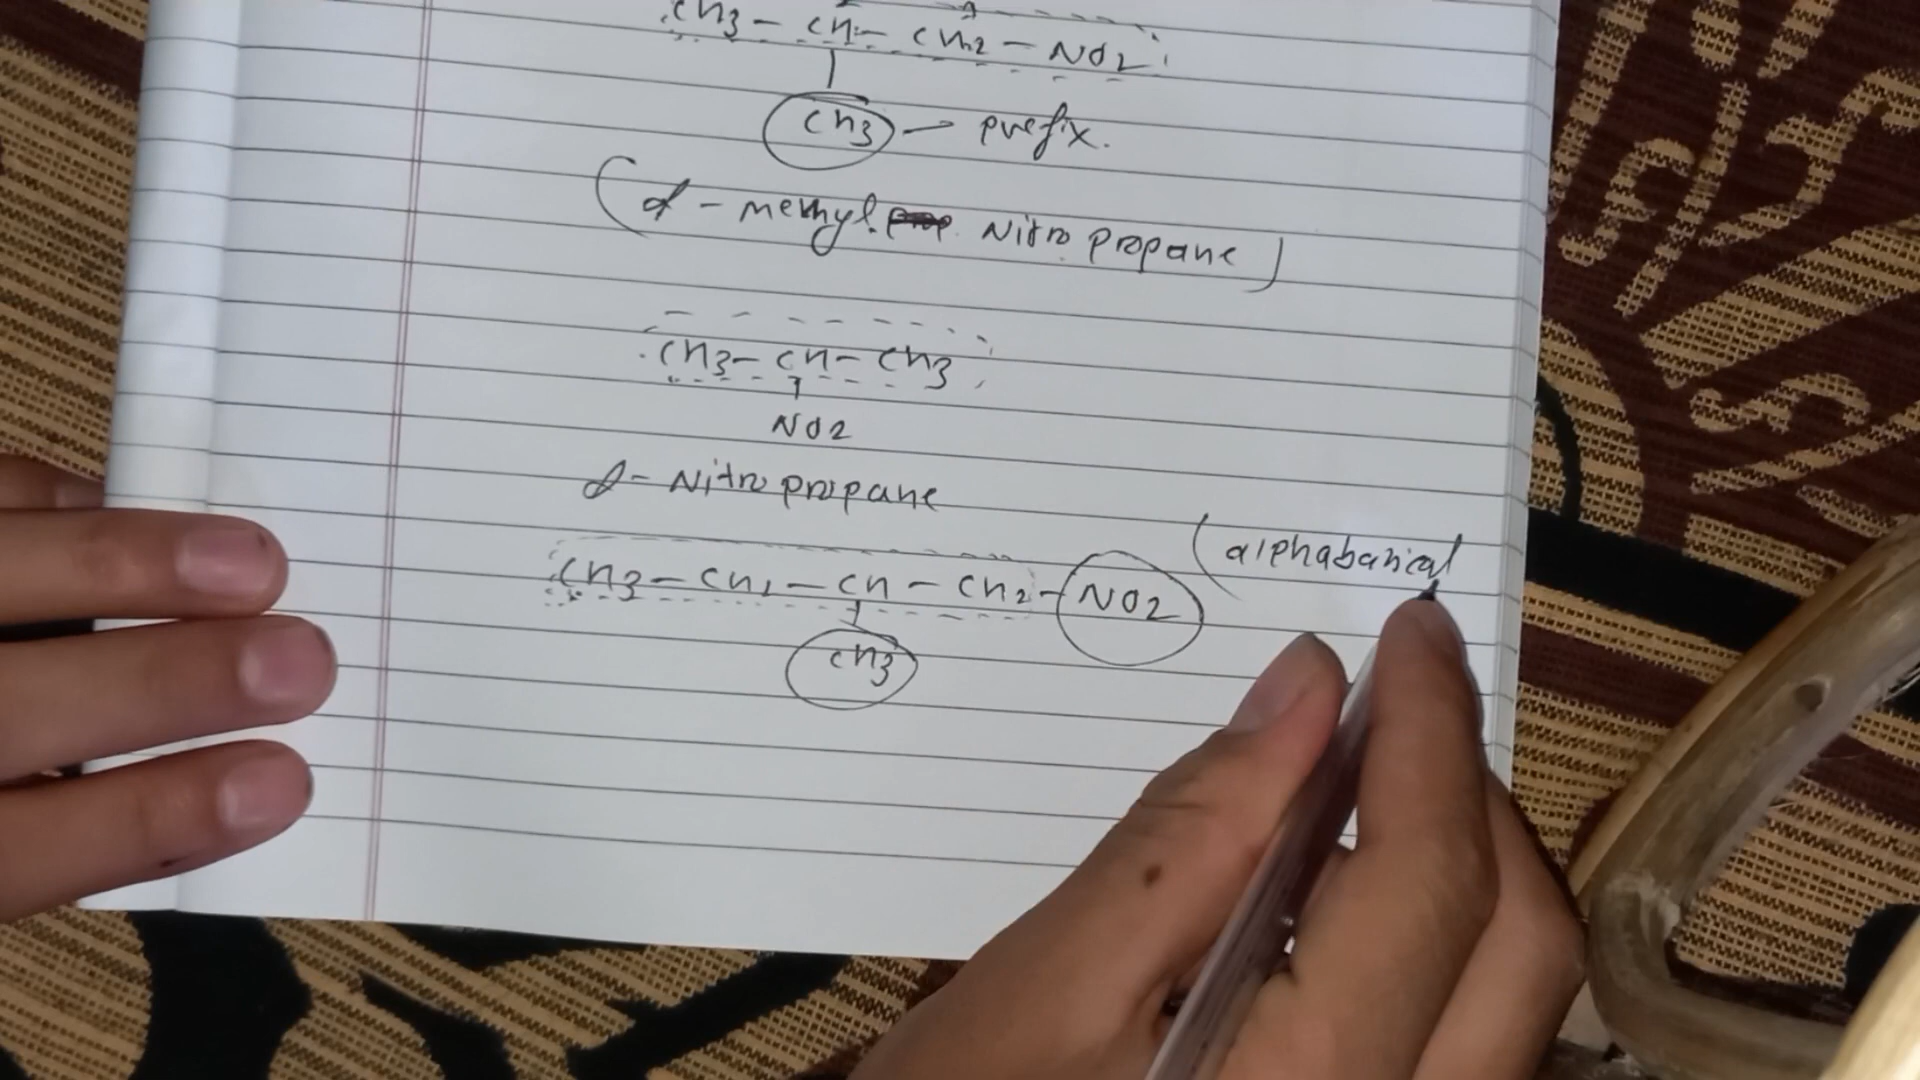 CH3 - CH - CH2 - NO2
CH3 - prefix.
(2 - methyl Nitro propane)
CH3 - CH - CH3
NO2
2 - Nitro propane
(alphabatical
CH3 - CH2 - CH - CH2 - NO2
CH3